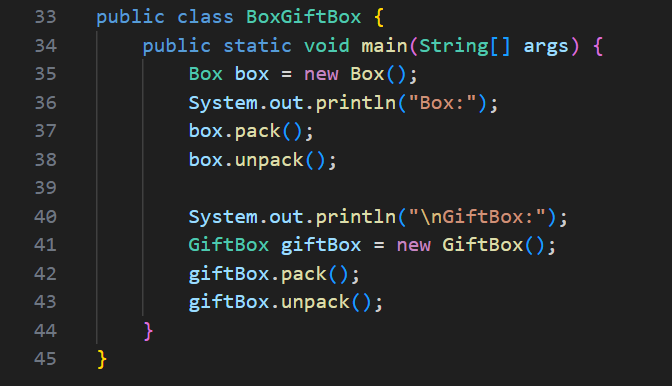 33 public class BoxGiftBox {
34     public static void main(String[] args) {
35         Box box = new Box();
36         System.out.println("Box:");
37         box.pack();
38         box.unpack();
39
40         System.out.println("\nGiftBox:");
41         GiftBox giftBox = new GiftBox();
42         giftBox.pack();
43         giftBox.unpack();
44     }
45 }